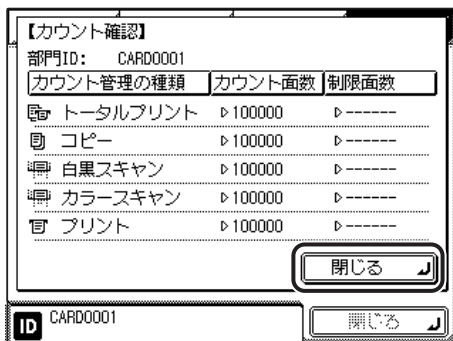 【カウント確認】
部門ID: CARD0001
カウント管理の種類 カウント面数 制限面数
トータルプリント ▷100000 ▷------
コピー ▷100000 ▷------
白黒スキャン ▷100000 ▷------
カラースキャン ▷100000 ▷------
プリント ▷100000 ▷------
閉じる
ID CARD0001 閉じる